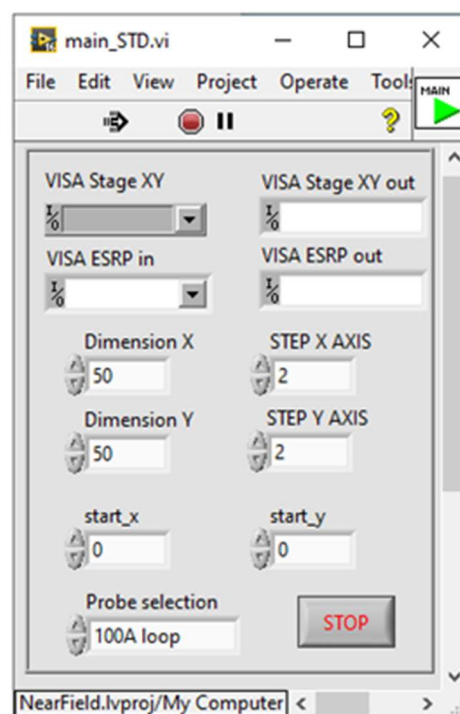 main_STD.vi
File Edit View Project Operate Tools
MAIN
VISA Stage XY VISA Stage XY out
I/O I/O
VISA ESRP in VISA ESRP out
I/O I/O
Dimension X STEP X AXIS
50 2
Dimension Y STEP Y AXIS
50 2
start_x start_y
0 0
Probe selection
100A loop STOP
NearField.lvproj/My Computer